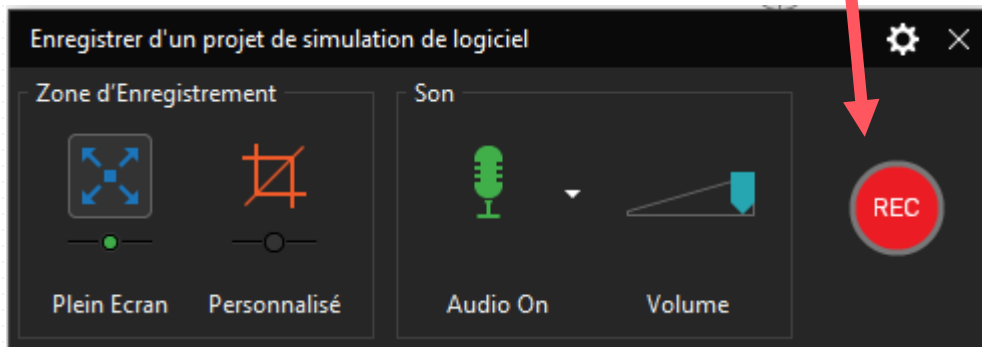 Enregistrer d'un projet de simulation de logiciel
Zone d'Enregistrement
Son
REC
Plein Ecran
Personnalisé
Audio On
Volume